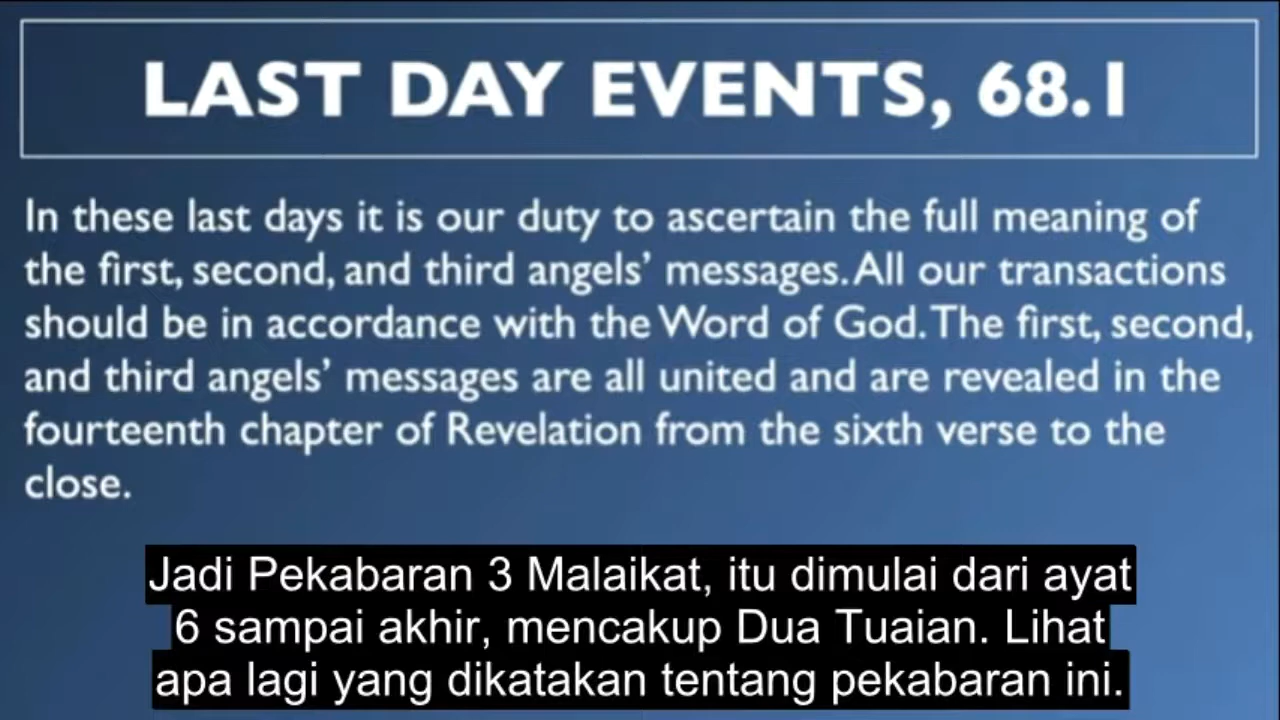 LAST DAY EVENTS, 68.1
In these last days it is our duty to ascertain the full meaning of
the first, second, and third angels’ messages. All our transactions
should be in accordance with the Word of God. The first, second,
and third angels’ messages are all united and are revealed in the
fourteenth chapter of Revelation from the sixth verse to the
close.
Jadi Pekabaran 3 Malaikat, itu dimulai dari ayat
6 sampai akhir, mencakup Dua Tuaian. Lihat
apa lagi yang dikatakan tentang pekabaran ini.